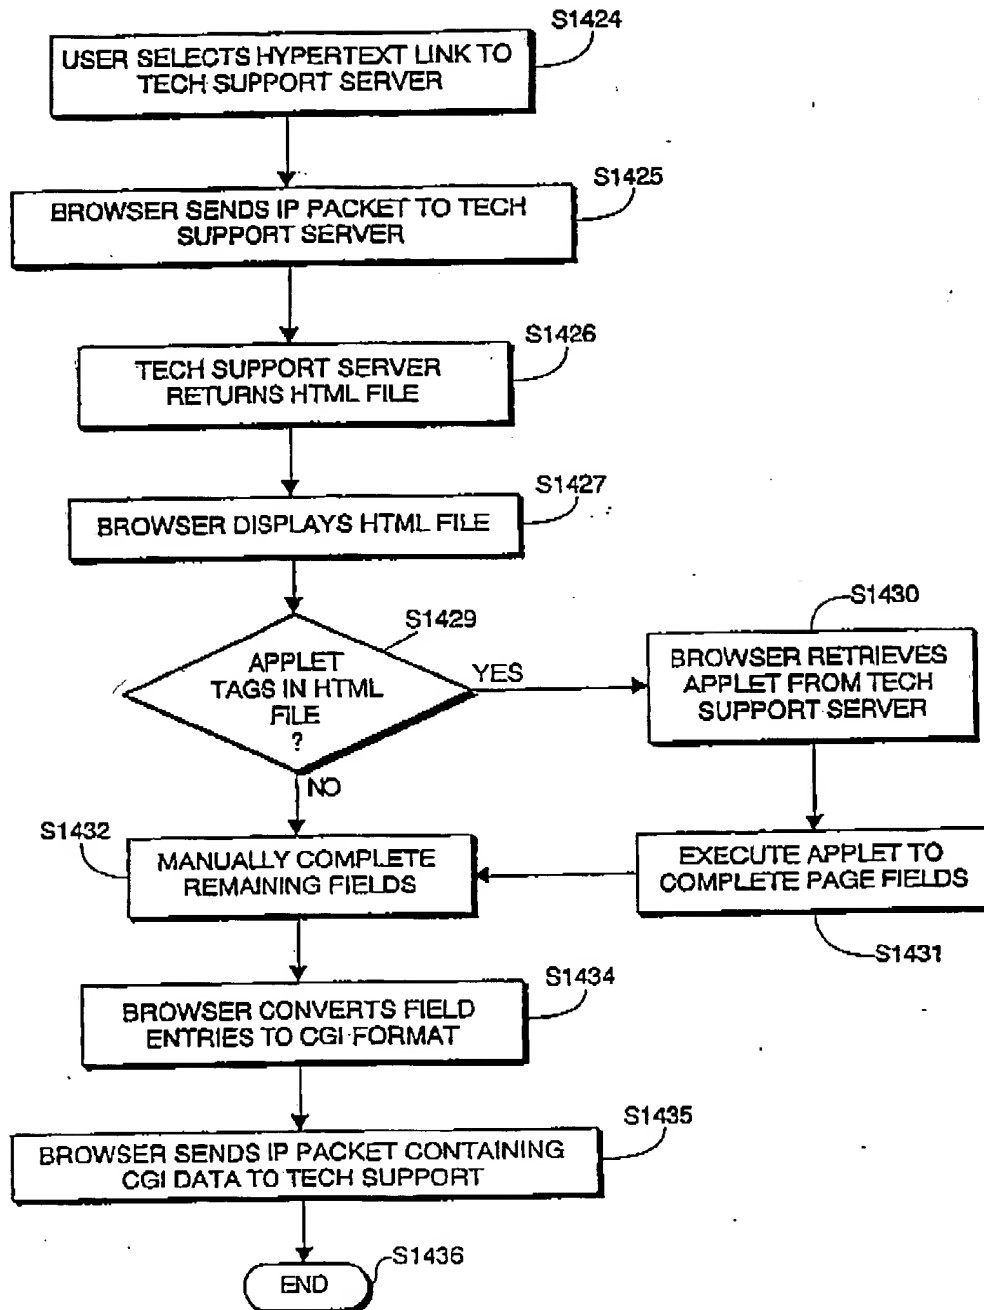 S1424
USER SELECTS HYPERTEXT LINK TO
TECH SUPPORT SERVER
S1425
BROWSER SENDS IP PACKET TO TECH
SUPPORT SERVER
S1426
TECH SUPPORT SERVER
RETURNS HTML FILE
S1427
BROWSER DISPLAYS HTML FILE
S1429
APPLET
TAGS IN HTML
FILE
?
YES
NO
S1430
BROWSER RETRIEVES
APPLET FROM TECH
SUPPORT SERVER
EXECUTE APPLET TO
COMPLETE PAGE FIELDS
S1431
S1432
MANUALLY COMPLETE
REMAINING FIELDS
S1434
BROWSER CONVERTS FIELD
ENTRIES TO CGI FORMAT
S1435
BROWSER SENDS IP PACKET CONTAINING
CGI DATA TO TECH SUPPORT
S1436
END